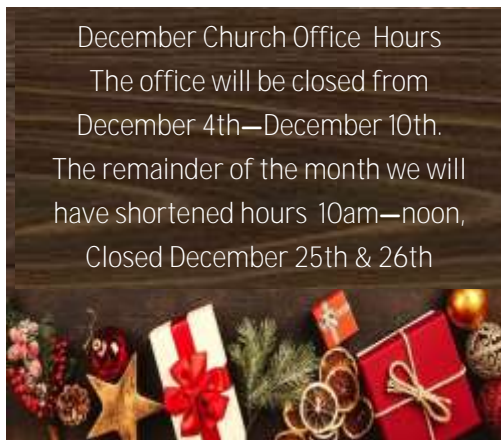 December Church Office Hours
The office will be closed from
December 4th—December 10th.
The remainder of the month we will
have shortened hours 10am—noon,
Closed December 25th & 26th